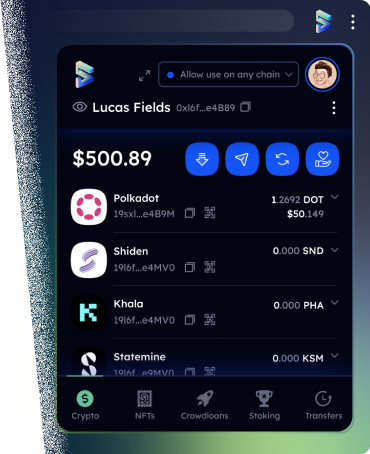 Allow use on any chain
Lucas Fields 0xl6f...e4B89
$500.89
Polkadot
1.2692 DOT
19sxl...e4B9M
$50.149
Shiden
0.000 SND
19l6f...e4MV0
Khala
0.000 PHA
19l6f...e4MV0
Statemine
0.000 KSM
19l6f...e9MV0
Crypto
NFTs
Crowdloans
Staking
Transfers